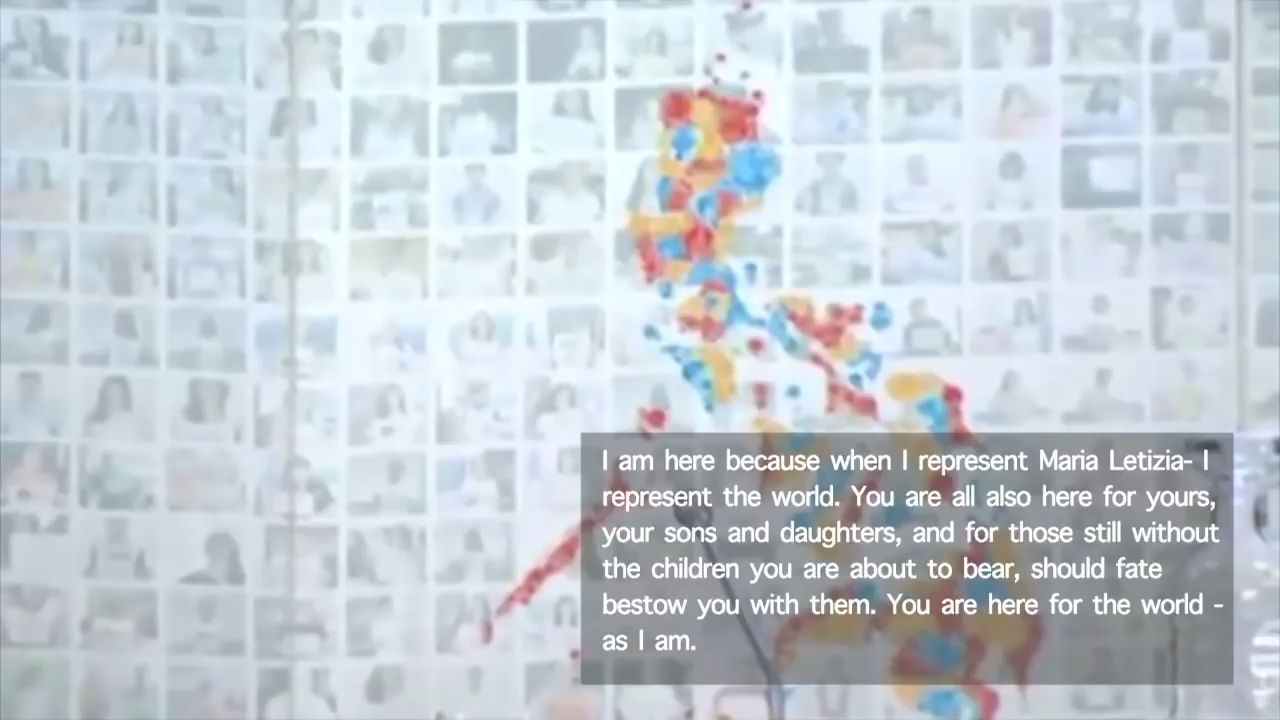 I am here because when I represent Maria Letizia- I
represent the world. You are all also here for yours,
your sons and daughters, and for those still without
the children you are about to bear, should fate
bestow you with them. You are here for the world -
as I am.